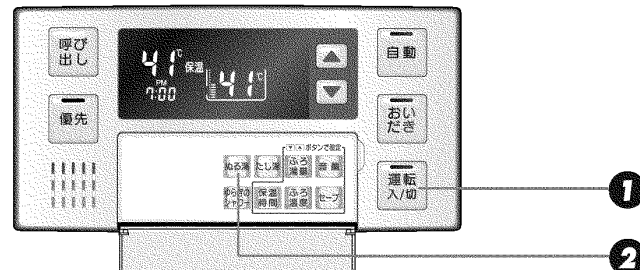 呼び
出し
優先
41℃ 保温 41℃
PM
7:00
自動
おい
だき
運転
入/切
▼▲ボタンで設定
ぬる湯 たし湯 ふろ湯量 音量
ゆらぎのシャワー 保温時間 ふろ温度 セーブ
1
2